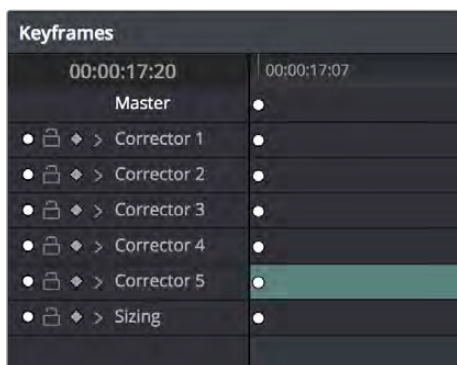 Keyframes
00:00:17:20 00:00:17:07
Master
Corrector 1
Corrector 2
Corrector 3
Corrector 4
Corrector 5
Sizing